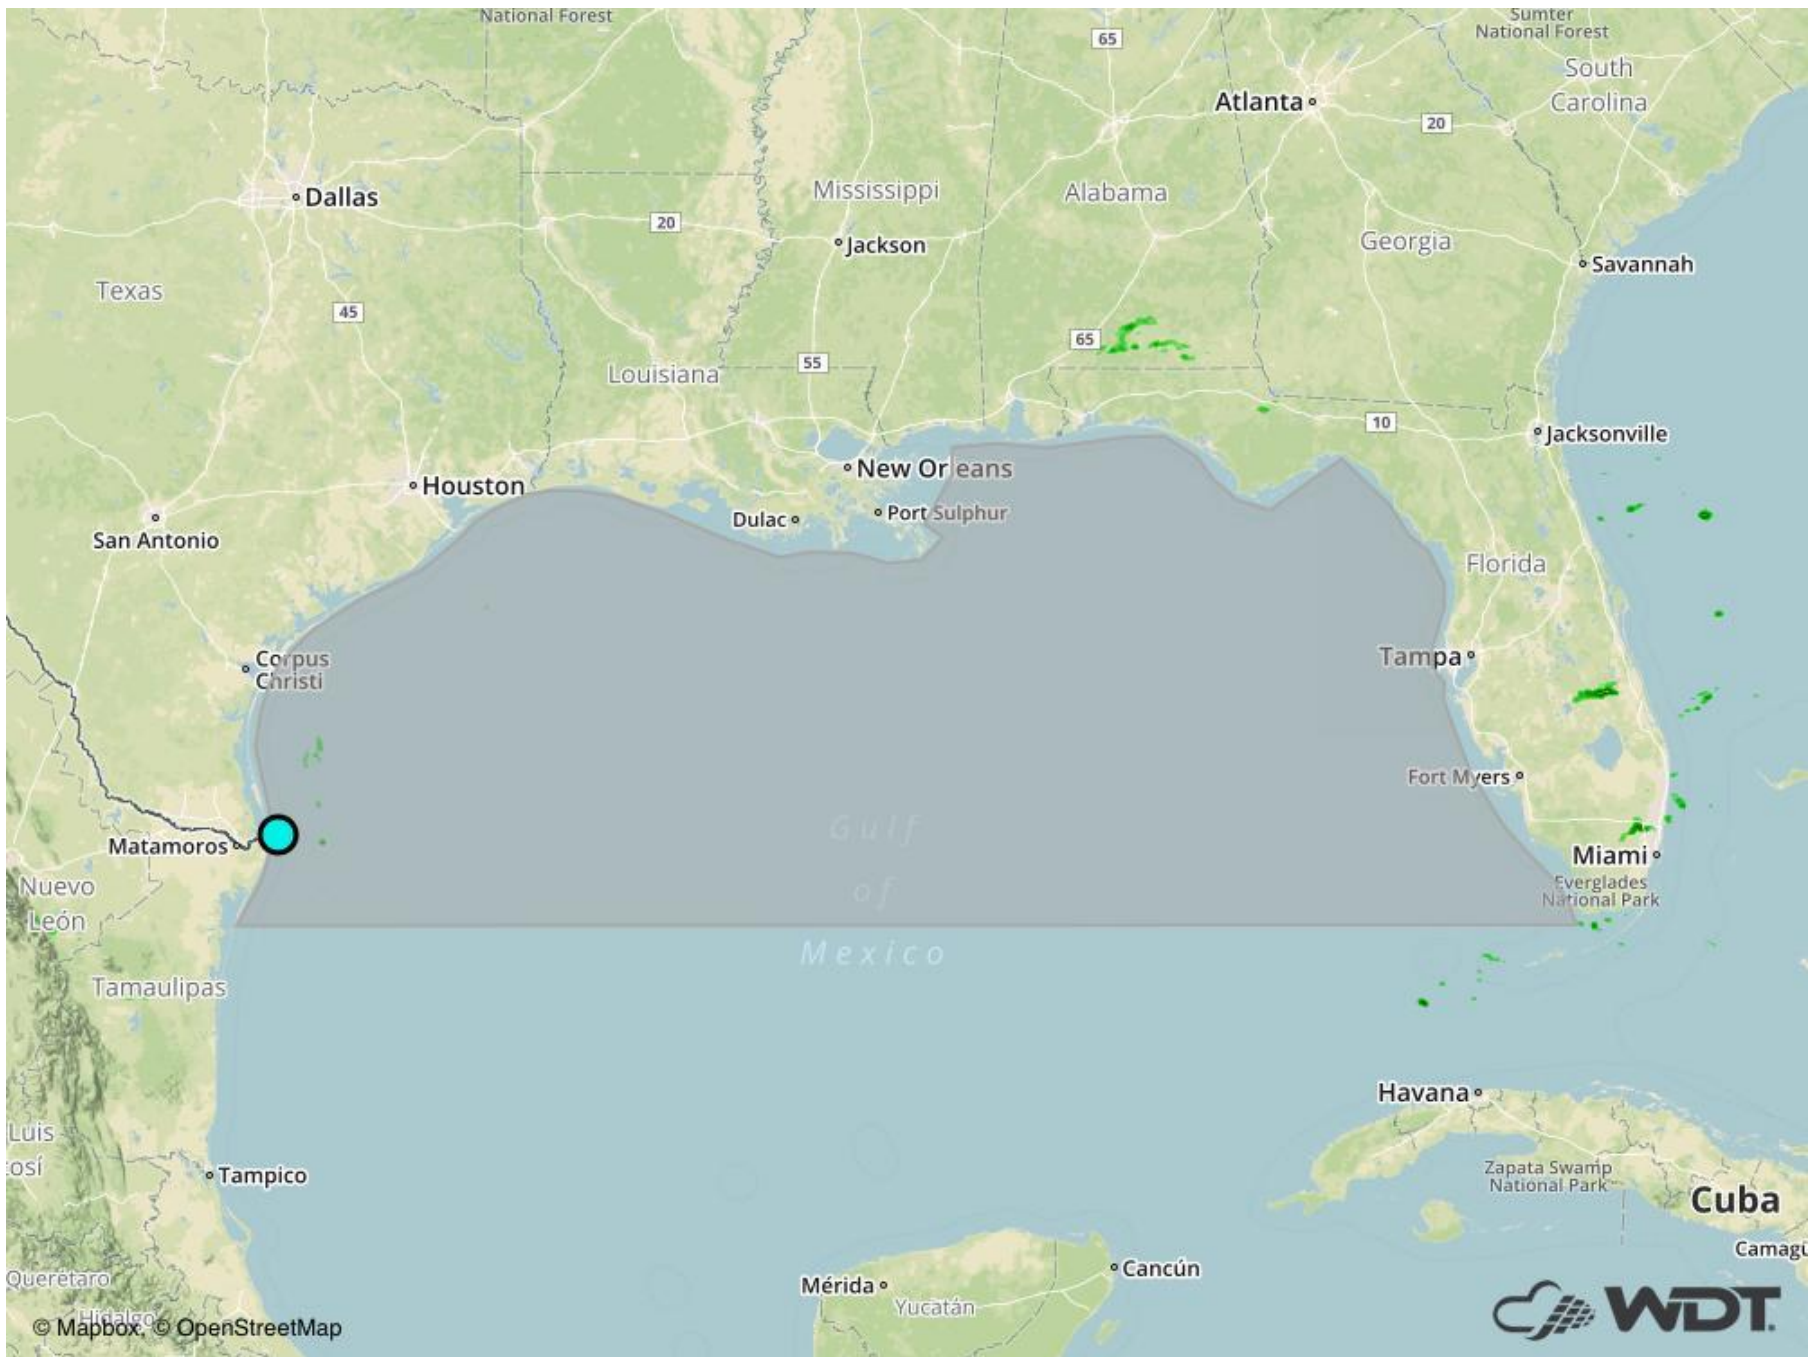 National Forest
Sumter
National Forest
65
South
Carolina
Atlanta
20
Dallas
Mississippi
Alabama
20
Jackson
Georgia
Savannah
Texas
45
65
55
Louisiana
10
Jacksonville
New Orleans
Houston
Dulac
Port Sulphur
San Antonio
Florida
Corpus
Christi
Tampa
Fort Myers
Gulf
Matamoros
Miami
Nuevo
León
of
Everglades
National Park
Mexico
Tamaulipas
Havana
Luis
osí
Tampico
Zapata Swamp
National Park
Cuba
Camagü
Cancún
Mérida
Querétaro
Yucatán
Hidalgo
© Mapbox, © OpenStreetMap
WDT